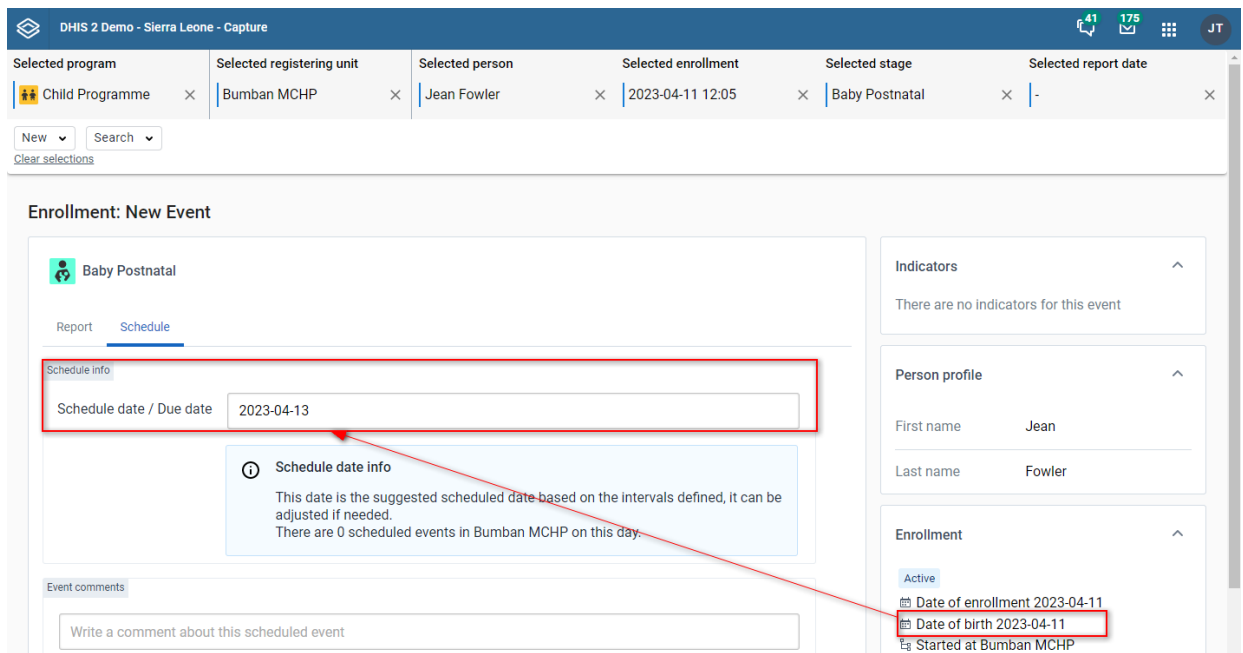 DHIS 2 Demo - Sierra Leone - Capture
41
175
JT
Selected program
Selected registering unit
Selected person
Selected enrollment
Selected stage
Selected report date
Child Programme
Bumban MCHP
Jean Fowler
2023-04-11 12:05
Baby Postnatal
-
New
Search
Clear selections
Enrollment: New Event
Baby Postnatal
Report
Schedule
Schedule info
Schedule date / Due date
2023-04-13
Schedule date info
This date is the suggested scheduled date based on the intervals defined, it can be
adjusted if needed.
There are 0 scheduled events in Bumban MCHP on this day.
Event comments
Write a comment about this scheduled event
Indicators
There are no indicators for this event
Person profile
First name Jean
Last name Fowler
Enrollment
Active
Date of enrollment 2023-04-11
Date of birth 2023-04-11
Started at Bumban MCHP